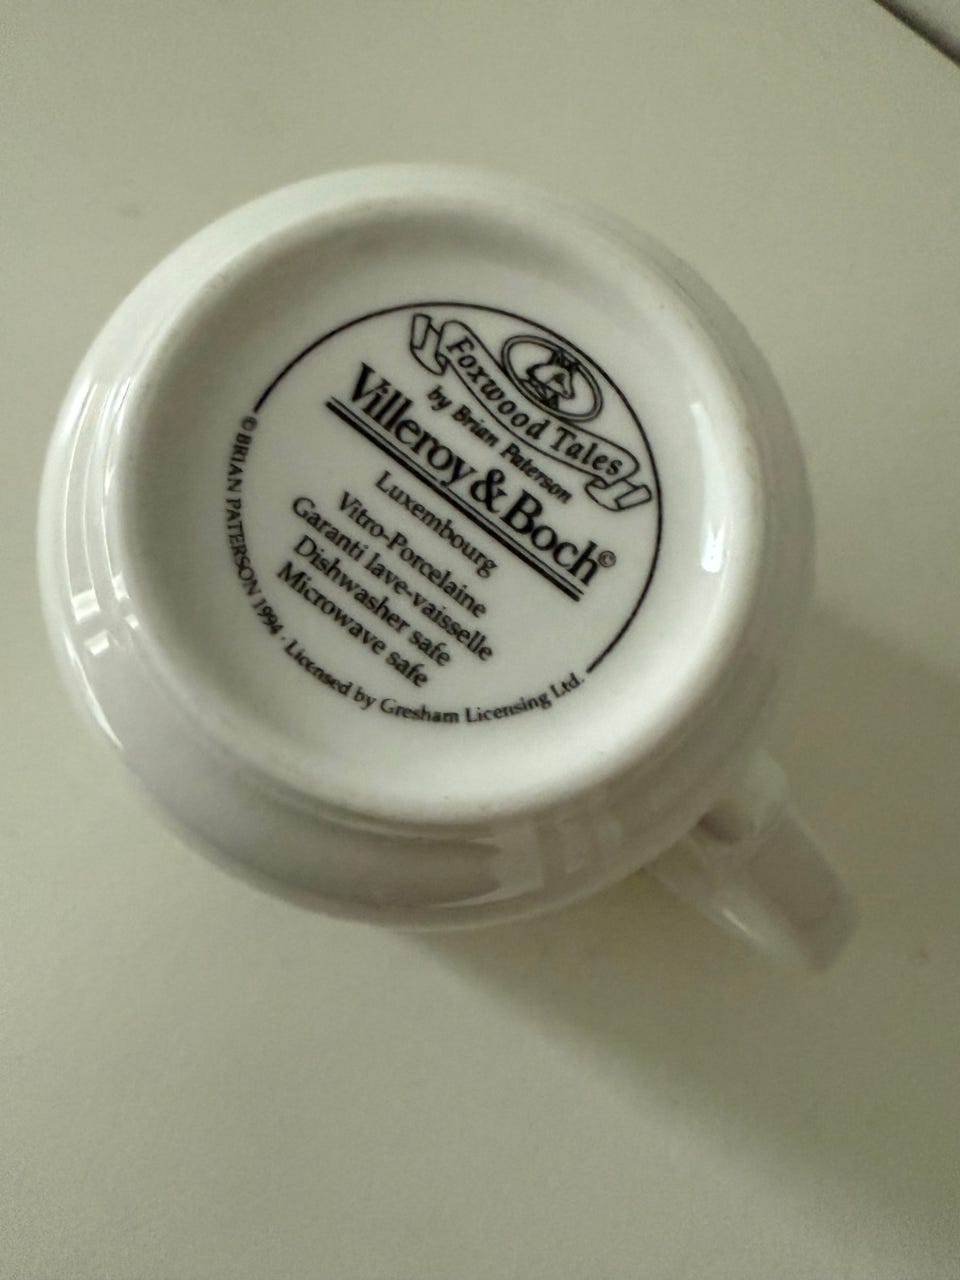 Foxwood Tales
by Brian Paterson
Villeroy & Boch©
Luxembourg
Vitro-Porcelaine
Garanti lave-vaisselle
Dishwasher safe
Microwave safe
© BRIAN PATERSON 1994 · Licensed by Gresham Licensing Ltd.